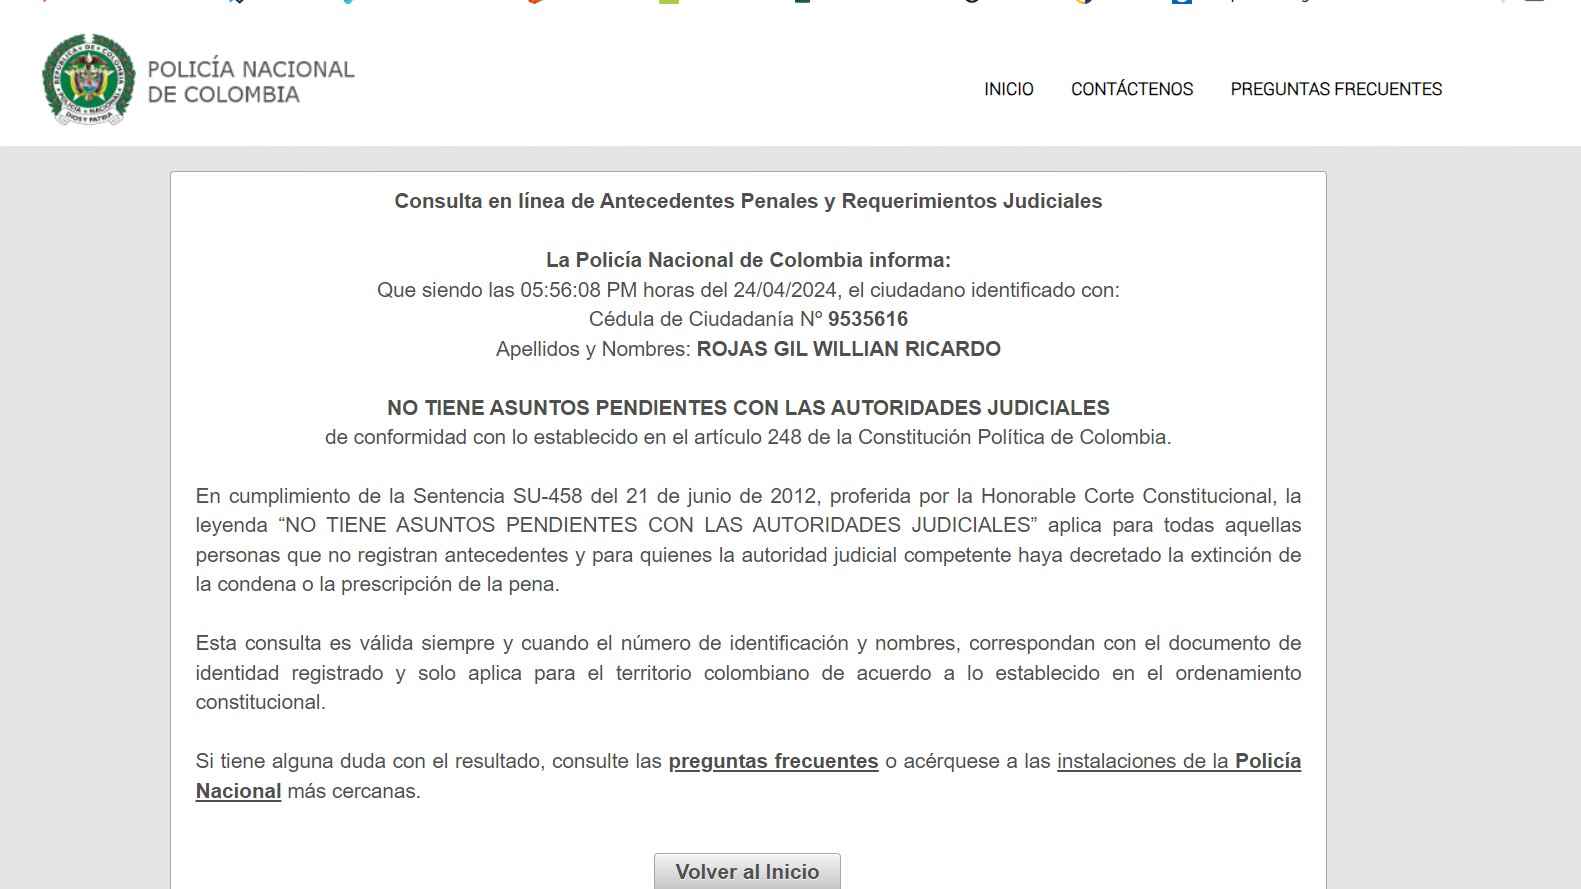 POLICÍA NACIONAL
DE COLOMBIA
INICIO
CONTÁCTENOS
PREGUNTAS FRECUENTES
Consulta en línea de Antecedentes Penales y Requerimientos Judiciales
La Policía Nacional de Colombia informa:
Que siendo las 05:56:08 PM horas del 24/04/2024, el ciudadano identificado con:
Cédula de Ciudadanía Nº 9535616
Apellidos y Nombres: ROJAS GIL WILLIAN RICARDO
NO TIENE ASUNTOS PENDIENTES CON LAS AUTORIDADES JUDICIALES
de conformidad con lo establecido en el artículo 248 de la Constitución Política de Colombia.
En cumplimiento de la Sentencia SU-458 del 21 de junio de 2012, proferida por la Honorable Corte Constitucional, la
leyenda “NO TIENE ASUNTOS PENDIENTES CON LAS AUTORIDADES JUDICIALES” aplica para todas aquellas
personas que no registran antecedentes y para quienes la autoridad judicial competente haya decretado la extinción de
la condena o la prescripción de la pena.
Esta consulta es válida siempre y cuando el número de identificación y nombres, correspondan con el documento de
identidad registrado y solo aplica para el territorio colombiano de acuerdo a lo establecido en el ordenamiento
constitucional.
Si tiene alguna duda con el resultado, consulte las preguntas frecuentes o acérquese a las instalaciones de la Policía
Nacional más cercanas.
Volver al Inicio